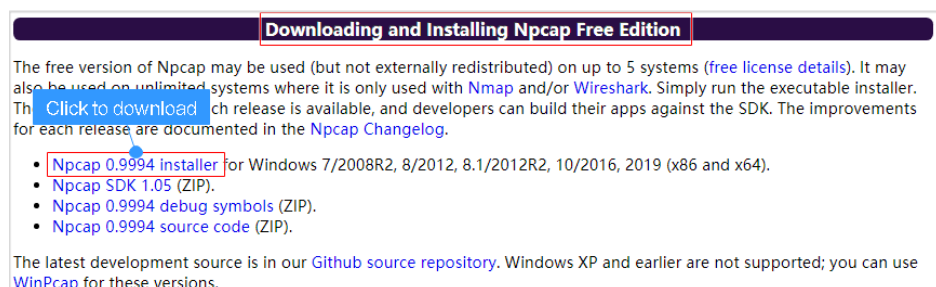 Downloading and Installing Npcap Free Edition
The free version of Npcap may be used (but not externally redistributed) on up to 5 systems (free license details). It may
also be used on unlimited systems where it is only used with Nmap and/or Wireshark. Simply run the executable installer.
Click to download
Th ch release is available, and developers can build their apps against the SDK. The improvements
for each release are documented in the Npcap Changelog.
• Npcap 0.9994 installer for Windows 7/2008R2, 8/2012, 8.1/2012R2, 10/2016, 2019 (x86 and x64).
• Npcap SDK 1.05 (ZIP).
• Npcap 0.9994 debug symbols (ZIP).
• Npcap 0.9994 source code (ZIP).
The latest development source is in our Github source repository. Windows XP and earlier are not supported; you can use
WinPcap for these versions.